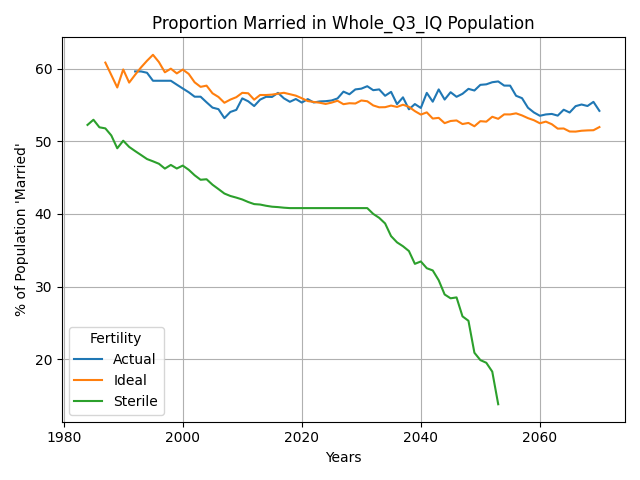 Proportion Married in Whole_Q3_IQ Population
% of Population 'Married'
60
50
40
30
20
Fertility
Actual
Ideal
Sterile
1980
2000
2020
2040
2060
Years